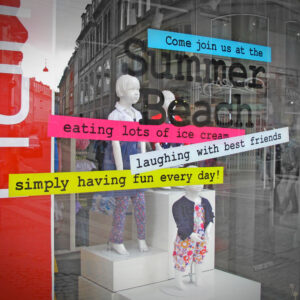 Come join us at the
Summer
Beach
eating lots of ice cream
laughing with best friends
simply having fun every day!